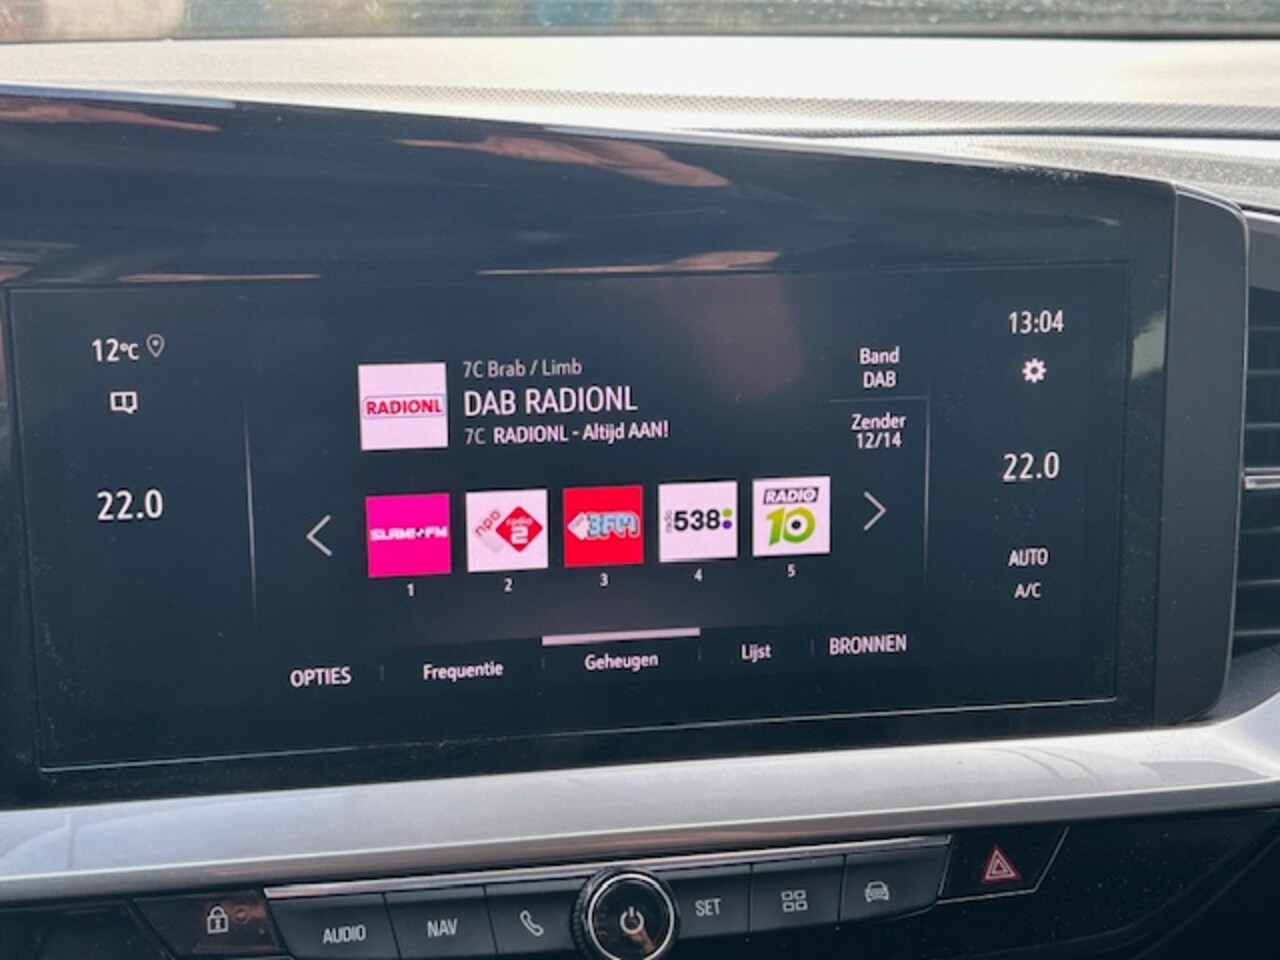 12°C
13:04
7C Brab / Limb
Band
DAB
RADIONL
DAB RADIONL
7C RADIONL - Altijd AAN!
Zender
12/14
22.0
22.0
SLAM!FM
npo radio 2
npo 3FM
radio 538
RADIO 10
1
2
3
4
5
AUTO
A/C
OPTIES
Frequentie
Geheugen
Lijst
BRONNEN
AUDIO
NAV
SET